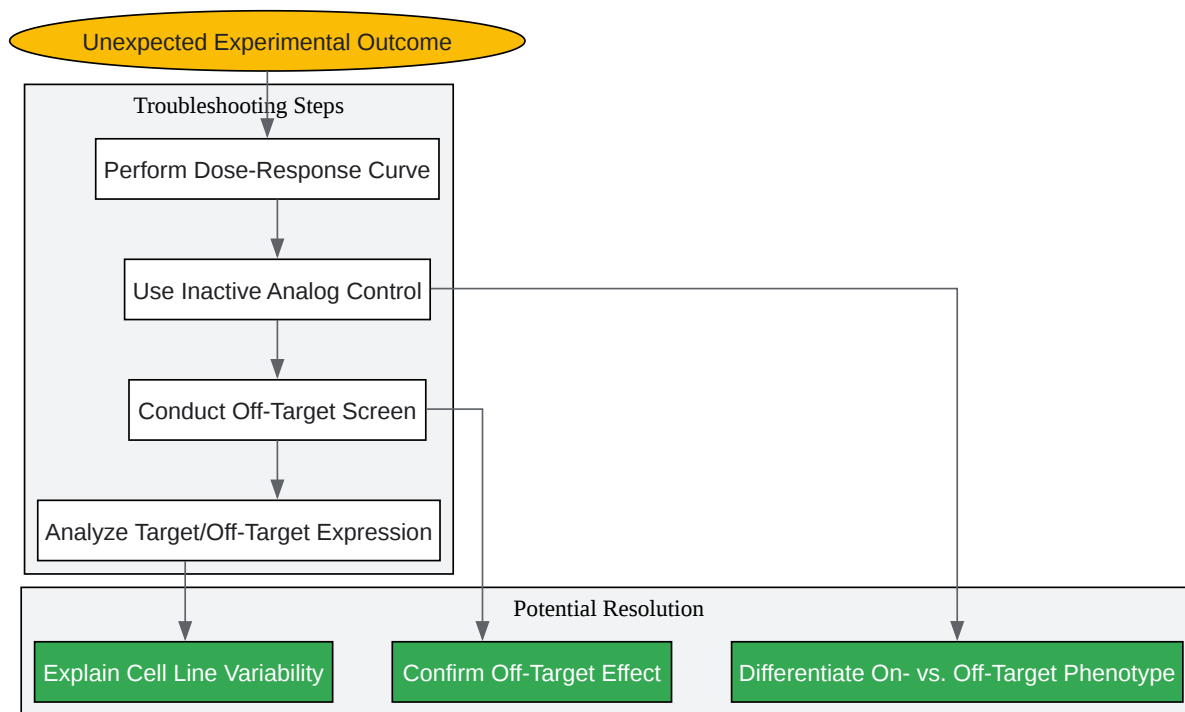 Unexpected Experimental Outcome
Troubleshooting Steps
Perform Dose-Response Curve
Use Inactive Analog Control
Conduct Off-Target Screen
Analyze Target/Off-Target Expression
Potential Resolution
Explain Cell Line Variability
Confirm Off-Target Effect
Differentiate On- vs. Off-Target Phenotype